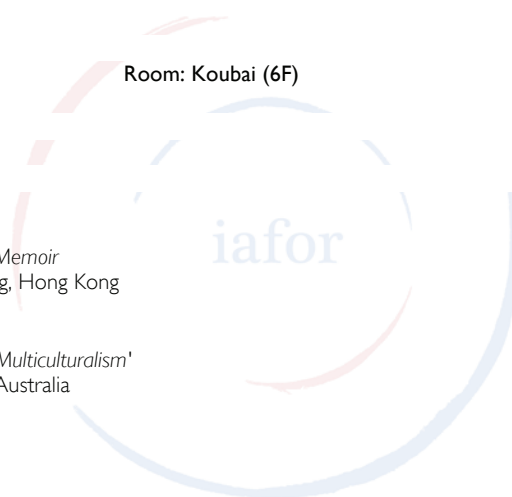 Room: Koubai (6F)
iafor
Memoir
g, Hong Kong
Multiculturalism'
Australia